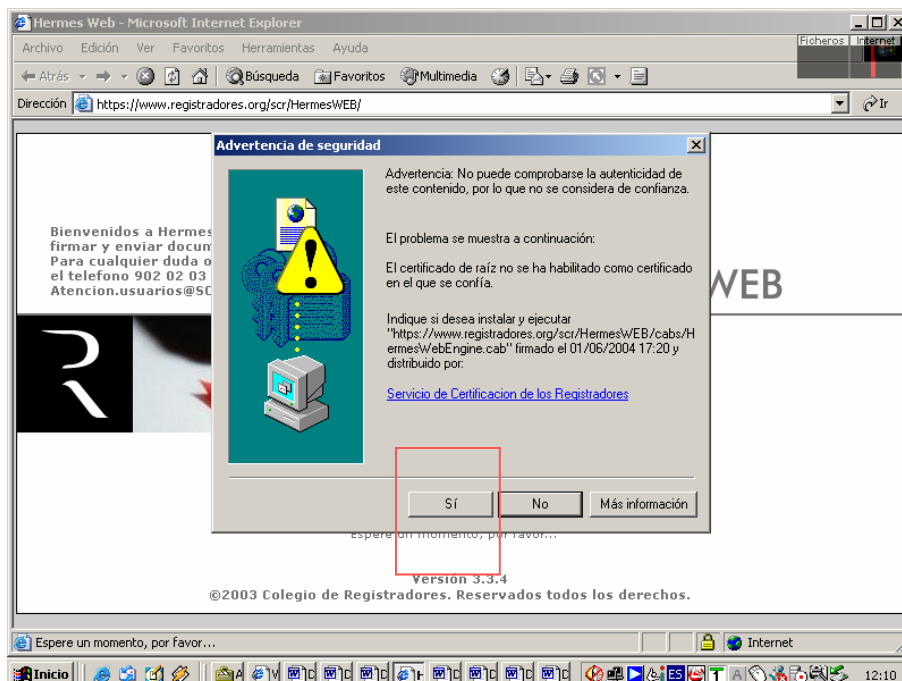 Hermes Web - Microsoft Internet Explorer
Archivo Edición Ver Favoritos Herramientas Ayuda
Ficheros Internet
Atrás Búsqueda Favoritos Multimedia
Dirección https://www.registradores.org/scr/HermesWEB/ Ir
Advertencia de seguridad
Advertencia: No puede comprobarse la autenticidad de
este contenido, por lo que no se considera de confianza.
El problema se muestra a continuación:
El certificado de raíz no se ha habilitado como certificado
en el que se confía.
Indique si desea instalar y ejecutar
"https://www.registradores.org/scr/HermesWEB/cabs/H
ermesWebEngine.cab" firmado el 01/06/2004 17:20 y
distribuido por:
Servicio de Certificacion de los Registradores
Sí No Más información
Bienvenidos a Hermes
firmar y enviar docum
Para cualquier duda o
el telefono 902 02 03
Atencion.usuarios@SC
WEB
R
Espere un momento, por favor...
Versión 3.3.4
©2003 Colegio de Registradores. Reservados todos los derechos.
Espere un momento, por favor... Internet
Inicio ES 12:10